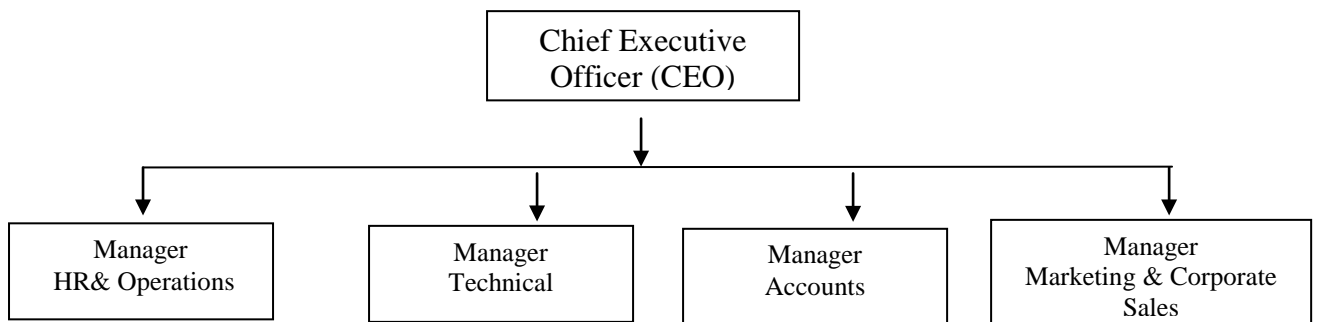 Chief Executive
Officer (CEO)
Manager
HR& Operations
Manager
Technical
Manager
Accounts
Manager
Marketing & Corporate
Sales